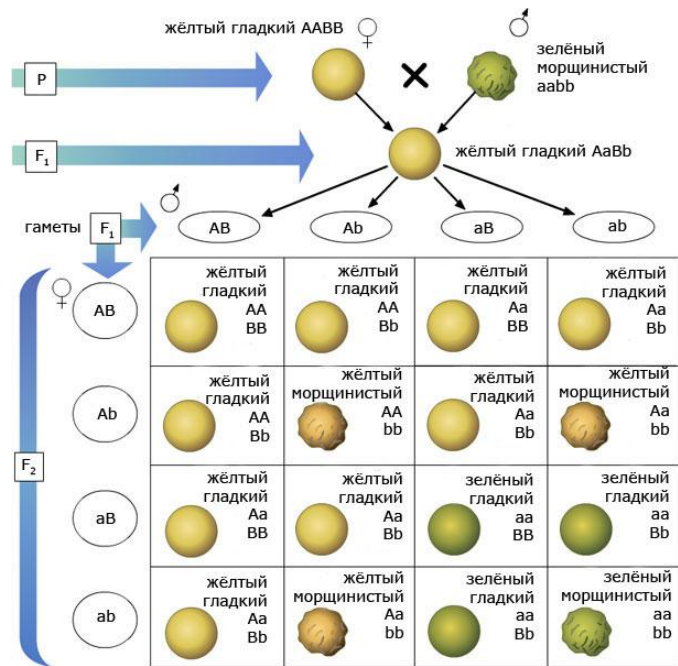 жёлтый гладкий AABB ♀
♂
зелёный
морщинистый
aabb
P
F₁
жёлтый гладкий AaBb
♂
гаметы F₁
AB Ab aB ab
♀
AB
жёлтый
гладкий
AA
BB
жёлтый
гладкий
AA
Bb
жёлтый
гладкий
Aa
BB
жёлтый
гладкий
Aa
Bb
Ab
жёлтый
гладкий
AA
Bb
жёлтый
морщинистый
AA
bb
жёлтый
гладкий
Aa
Bb
жёлтый
морщинистый
Aa
bb
F₂
aB
жёлтый
гладкий
Aa
BB
жёлтый
гладкий
Aa
Bb
зелёный
гладкий
aa
BB
зелёный
гладкий
aa
Bb
ab
жёлтый
гладкий
Aa
Bb
жёлтый
морщинистый
Aa
bb
зелёный
гладкий
aa
Bb
зелёный
морщинистый
aa
bb